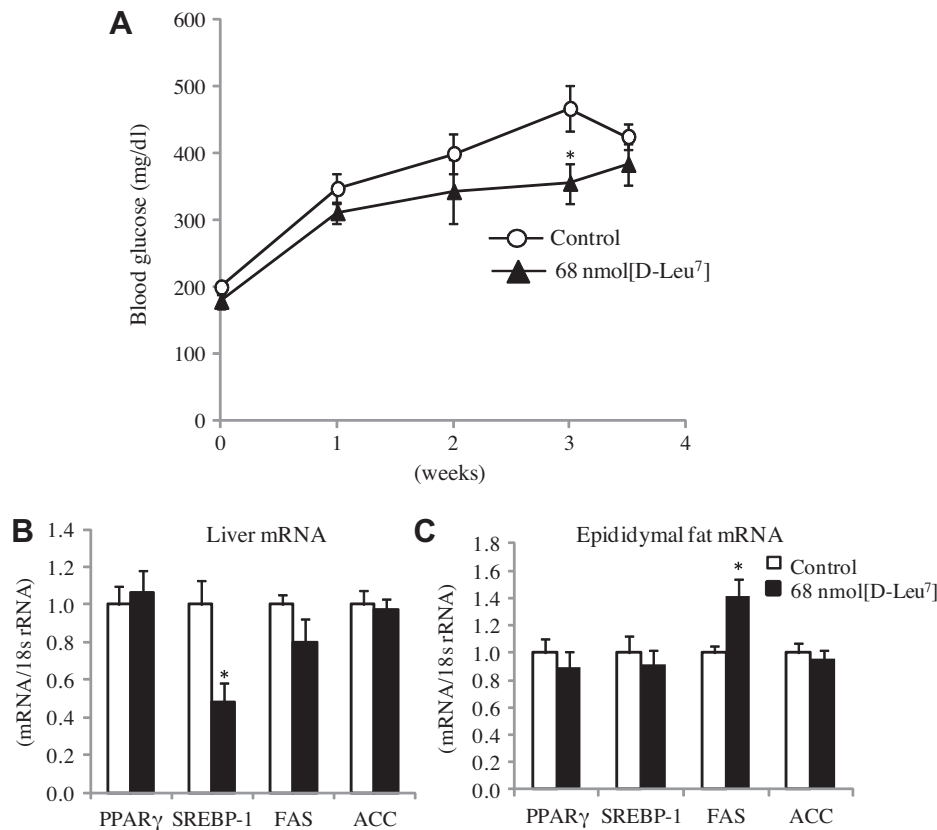 A
Blood glucose (mg/dl)
600
500
400
300
200
100
0
*
Control
68 nmol[D-Leu⁷]
0 1 2 3 4
(weeks)
B
Liver mRNA
(mRNA/18s rRNA)
1.4
1.2
1.0
0.8
0.6
0.4
0.2
0.0
*
PPARγ SREBP-1 FAS ACC
C
Epididymal fat mRNA
(mRNA/18s rRNA)
1.8
1.6
1.4
1.2
1.0
0.8
0.6
0.4
0.2
0.0
*
Control
68 nmol[D-Leu⁷]
PPARγ SREBP-1 FAS ACC